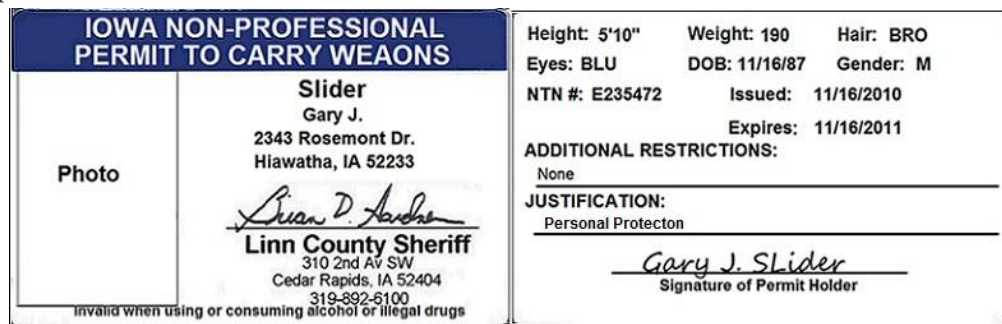 IOWA NON-PROFESSIONAL
PERMIT TO CARRY WEAONS
Photo
Slider
Gary J.
2343 Rosemont Dr.
Hiawatha, IA 52233
Linn County Sheriff
310 2nd Av SW
Cedar Rapids, IA 52404
319-892-6100
Invalid when using or consuming alcohol or illegal drugs
Height: 5'10" Weight: 190 Hair: BRO
Eyes: BLU DOB: 11/16/87 Gender: M
NTN #: E235472 Issued: 11/16/2010
Expires: 11/16/2011
ADDITIONAL RESTRICTIONS:
None
JUSTIFICATION:
Personal Protecton
Gary J. SLider
Signature of Permit Holder